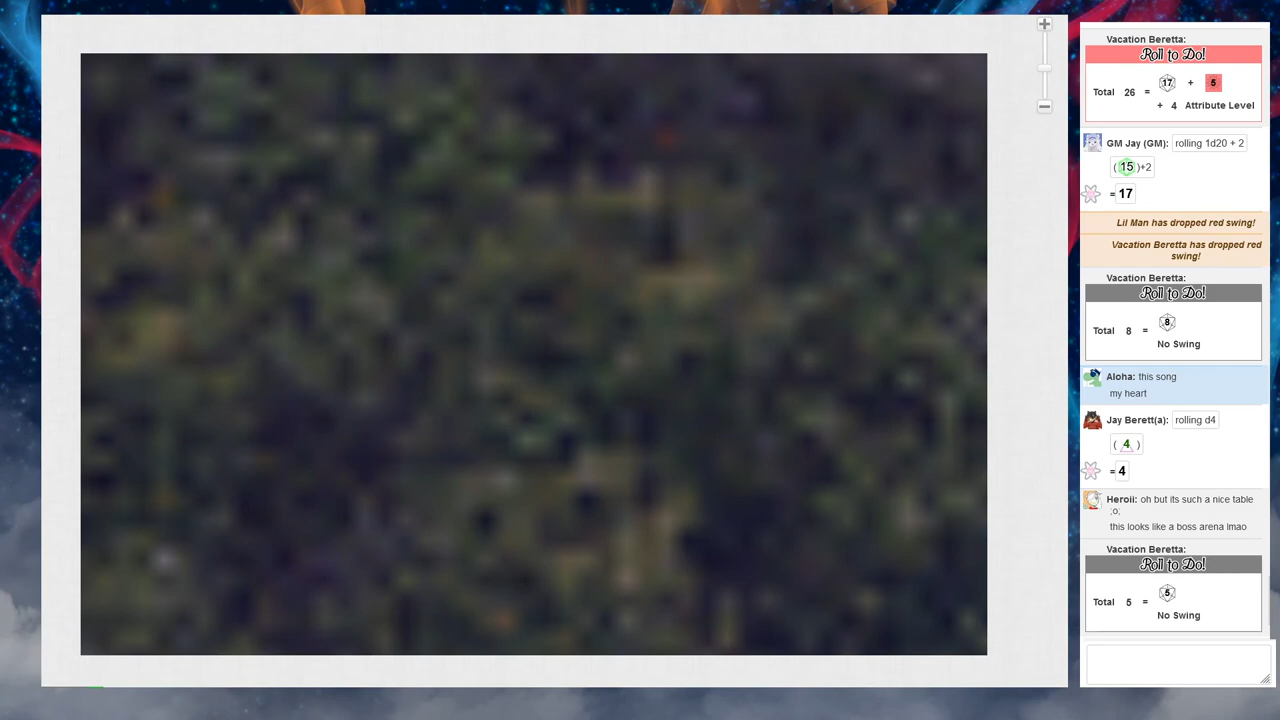 Vacation Beretta:
Roll to Do!
Total 26 = 17 + 5
+ 4 Attribute Level
GM Jay (GM): rolling 1d20 + 2
(15)+2
=17
Lil Man has dropped red swing!
Vacation Beretta has dropped red
swing!
Vacation Beretta:
Roll to Do!
Total 8 = 8
No Swing
Aloha: this song
my heart
Jay Berett(a): rolling d4
(4)
=4
Heroii: oh but its such a nice table
;o;
this looks like a boss arena lmao
Vacation Beretta:
Roll to Do!
Total 5 = 5
No Swing